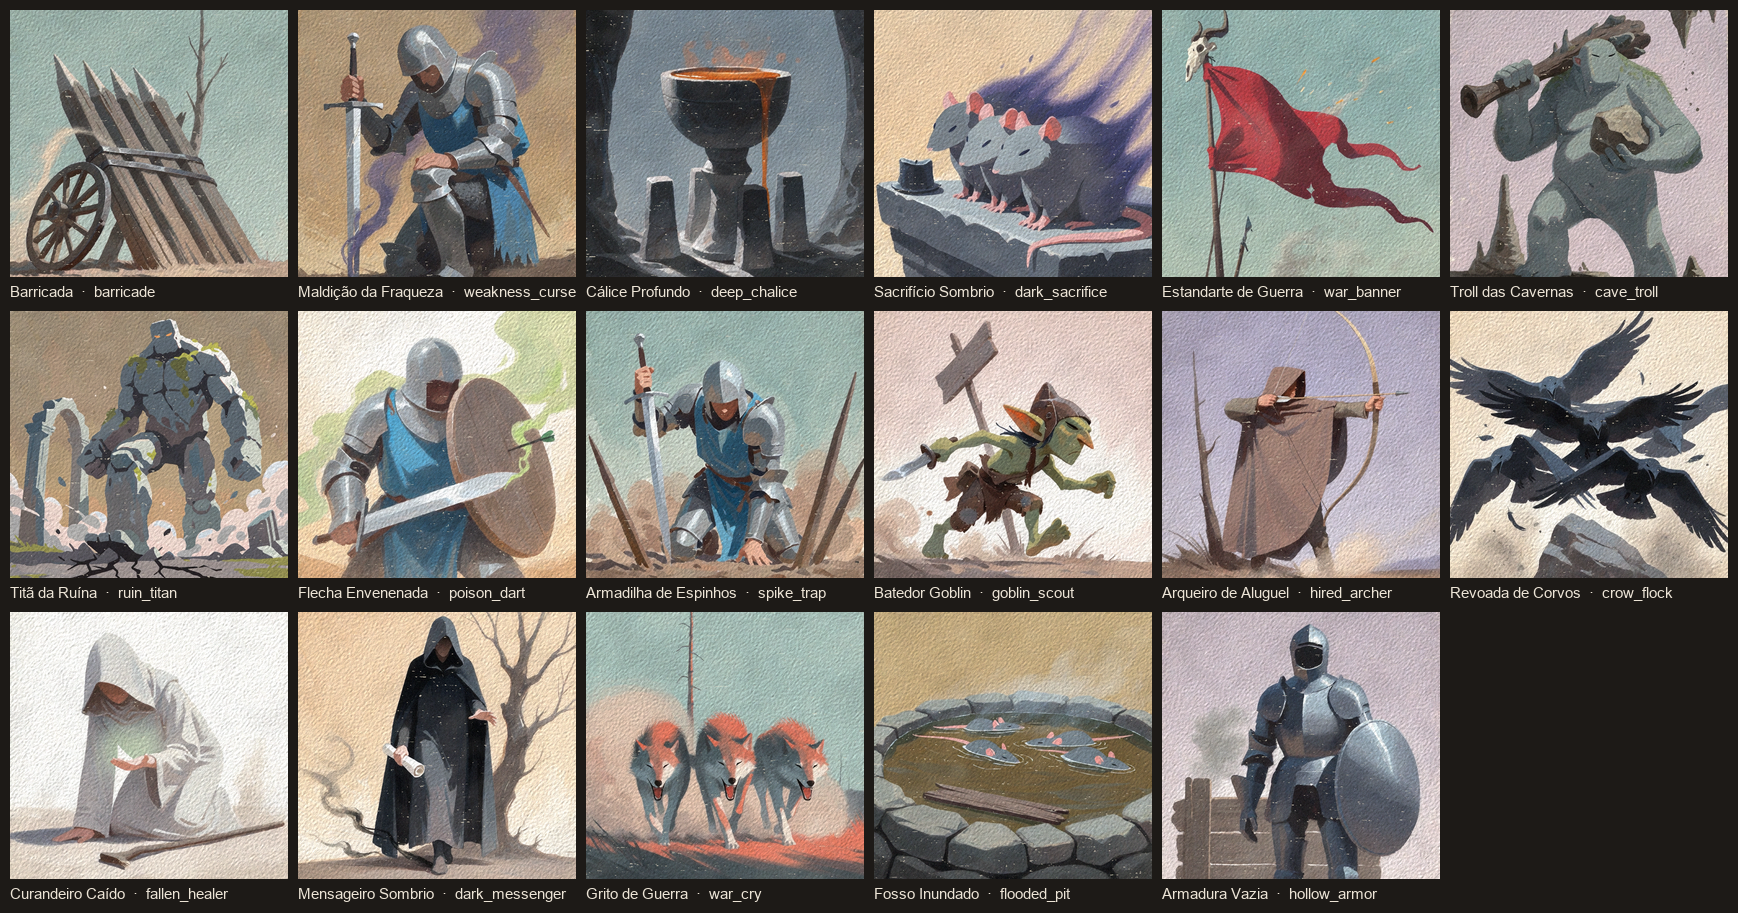 Barricada · barricade
Maldição da Fraqueza · weakness_curse
Cálice Profundo · deep_chalice
Sacrifício Sombrio · dark_sacrifice
Estandarte de Guerra · war_banner
Troll das Cavernas · cave_troll
Titã da Ruína · ruin_titan
Flecha Envenenada · poison_dart
Armadilha de Espinhos · spike_trap
Batedor Goblin · goblin_scout
Arqueiro de Aluguel · hired_archer
Revoada de Corvos · crow_flock
Curandeiro Caído · fallen_healer
Mensageiro Sombrio · dark_messenger
Grito de Guerra · war_cry
Fosso Inundado · flooded_pit
Armadura Vazia · hollow_armor